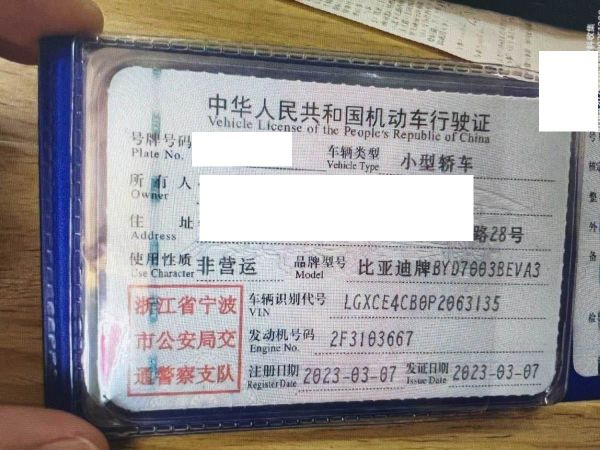 中华人民共和国机动车行驶证
Vehicle License of the People's Republic of China
号牌号码
Plate No.
车辆类型 小型轿车
Vehicle Type
所有人
Owner
住址 路28号
Address
使用性质 非营运 品牌型号 比亚迪牌BYD7003BEVA3
Use Character Model
浙江省宁波
市公安局交
通警察支队
车辆识别代号 LGXCE4CB0P2063135
VIN
发动机号码 2F3103667
Engine No.
注册日期 2023-03-07 发证日期 2023-03-07
Register Date Issue Date